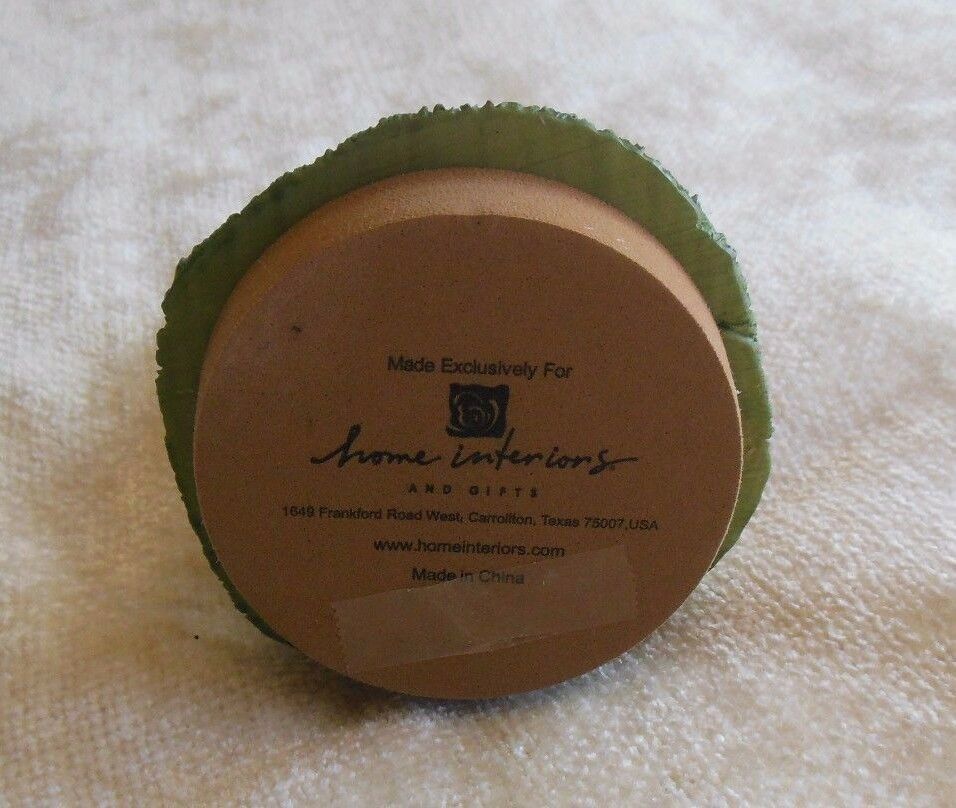 Made Exclusively For
home interiors
AND GIFTS
1649 Frankford Road West, Carrollton, Texas 75007,USA
www.homeinteriors.com
Made in China